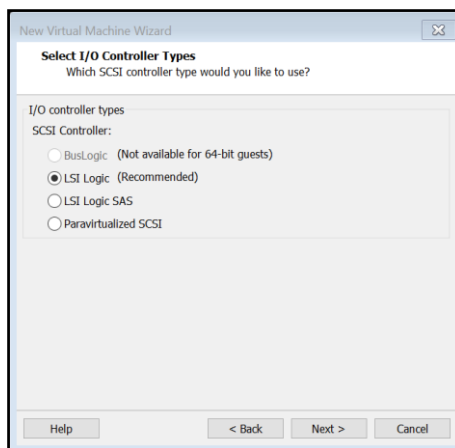 New Virtual Machine Wizard
Select I/O Controller Types
Which SCSI controller type would you like to use?
I/O controller types
SCSI Controller:
BusLogic (Not available for 64-bit guests)
LSI Logic (Recommended)
LSI Logic SAS
Paravirtualized SCSI
Help < Back Next > Cancel